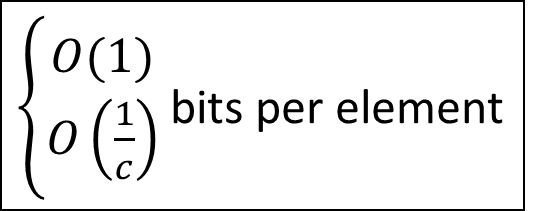 { O(1)
O(1/c) bits per element